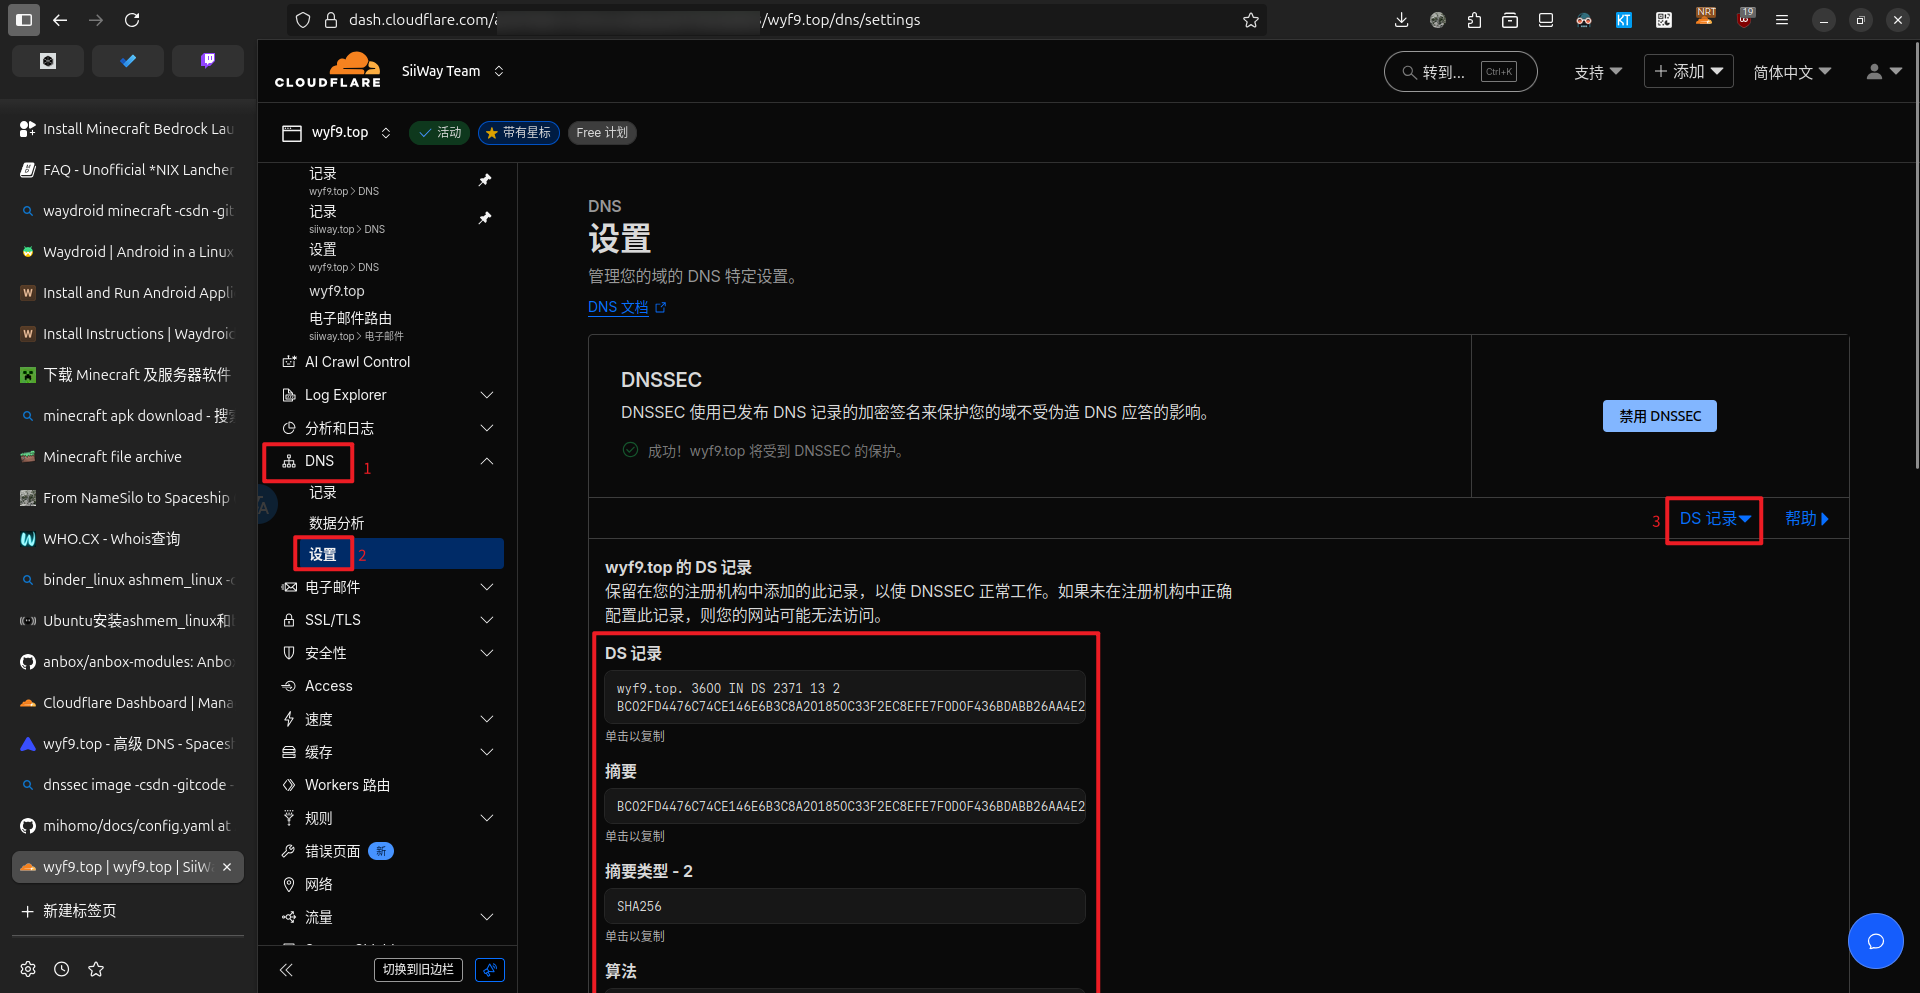 dash.cloudflare.com/a
/wyf9.top/dns/settings
NRT
19
KT
Install Minecraft Bedrock Lau
FAQ - Unofficial *NIX Lancher
waydroid minecraft -csdn -git
Waydroid | Android in a Linux
Install and Run Android Appli
Install Instructions | Waydroid
下载 Minecraft 及服务器软件
minecraft apk download - 搜索
Minecraft file archive
From NameSilo to Spaceship
WHO.CX - Whois查询
binder_linux ashmem_linux -c
Ubuntu安装ashmem_linux和b
anbox/anbox-modules: Anbo
Cloudflare Dashboard | Mana
wyf9.top - 高级 DNS - Spacesh
dnssec image -csdn -gitcode -
mihomo/docs/config.yaml at
wyf9.top | wyf9.top | SiiWa
新建标签页
CLOUDFLARE
SiiWay Team
转到...
Ctrl+K
支持
添加
简体中文
wyf9.top
活动
带有星标
Free 计划
记录
wyf9.top > DNS
记录
siiway.top > DNS
设置
wyf9.top > DNS
wyf9.top
电子邮件路由
siiway.top > 电子邮件
AI Crawl Control
Log Explorer
分析和日志
DNS
1
记录
数据分析
设置
2
电子邮件
SSL/TLS
安全性
Access
速度
缓存
Workers 路由
规则
错误页面
新
网络
流量
切换到旧边栏
DNS
设置
管理您的域的 DNS 特定设置。
DNS 文档
DNSSEC
DNSSEC 使用已发布 DNS 记录的加密签名来保护您的域不受伪造 DNS 应答的影响。
成功！wyf9.top 将受到 DNSSEC 的保护。
禁用 DNSSEC
3
DS 记录
帮助
wyf9.top 的 DS 记录
保留在您的注册机构中添加的此记录，以使 DNSSEC 正常工作。如果未在注册机构中正确
配置此记录，则您的网站可能无法访问。
DS 记录
wyf9.top. 3600 IN DS 2371 13 2
BC02FD4476C74CE146E6B3C8A201850C33F2EC8EFE7F0D0F436BDABB26AA4E2
单击以复制
摘要
BC02FD4476C74CE146E6B3C8A201850C33F2EC8EFE7F0D0F436BDABB26AA4E2
单击以复制
摘要类型 - 2
SHA256
单击以复制
算法